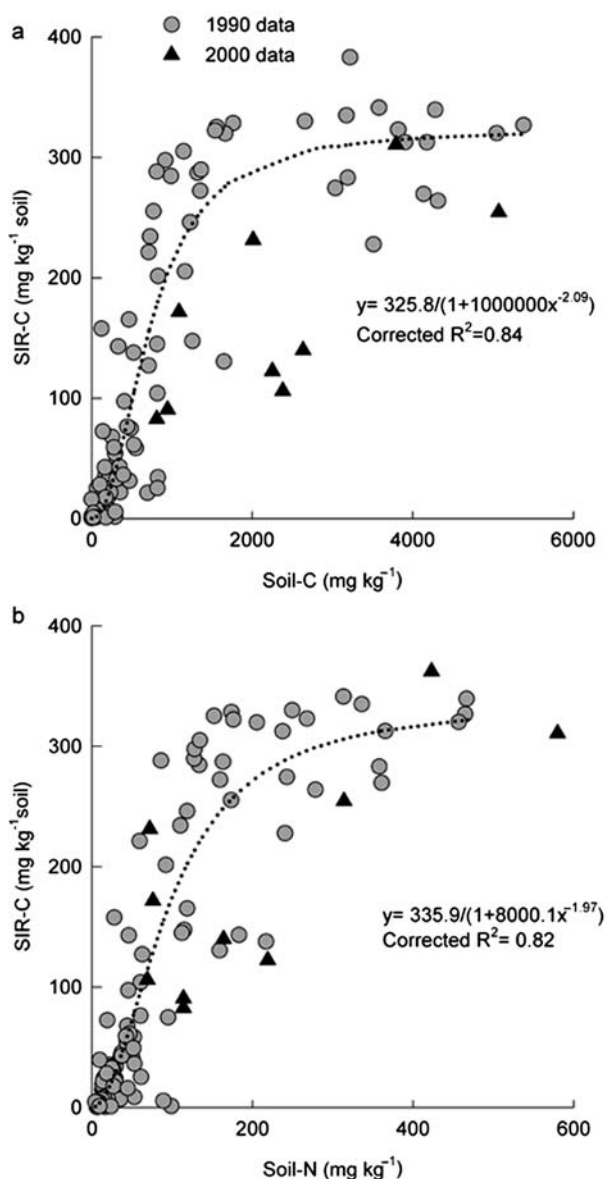 a
1990 data
2000 data
400
300
200
100
0
SIR-C (mg kg⁻¹ soil)
y= 325.8/(1+1000000x⁻²·⁰⁹)
Corrected R²=0.84
0 2000 4000 6000
Soil-C (mg kg⁻¹)
b
400
300
200
100
0
SIR-C (mg kg⁻¹soil)
y= 335.9/(1+8000.1x⁻¹·⁹⁷)
Corrected R²= 0.82
0 200 400 600
Soil-N (mg kg⁻¹)